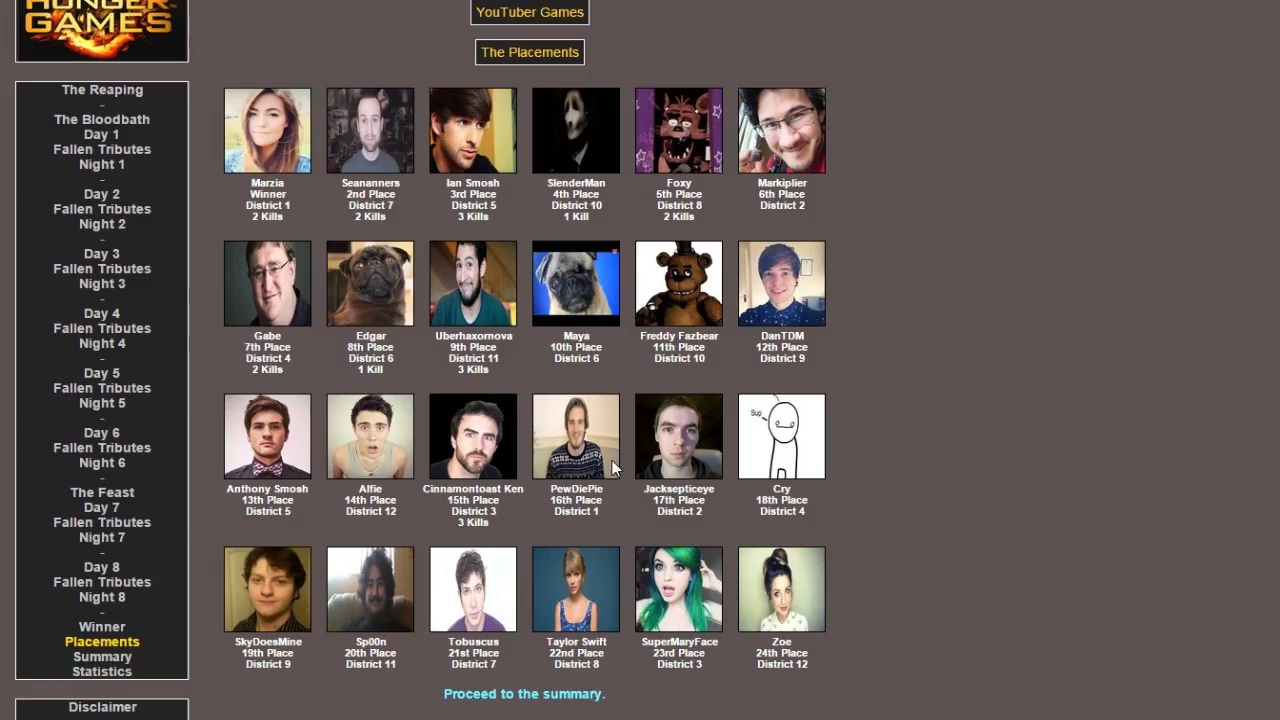 HUNGER
GAMES
YouTuber Games
The Placements
The Reaping
-
The Bloodbath
Day 1
Fallen Tributes
Night 1
-
Day 2
Fallen Tributes
Night 2
-
Day 3
Fallen Tributes
Night 3
-
Day 4
Fallen Tributes
Night 4
-
Day 5
Fallen Tributes
Night 5
-
Day 6
Fallen Tributes
Night 6
-
The Feast
Day 7
Fallen Tributes
Night 7
-
Day 8
Fallen Tributes
Night 8
-
Winner
Placements
Summary
Statistics
Disclaimer
Marzia
Winner
District 1
2 Kills
Seananners
2nd Place
District 7
2 Kills
Ian Smosh
3rd Place
District 5
3 Kills
SlenderMan
4th Place
District 10
1 Kill
Foxy
5th Place
District 8
2 Kills
Markiplier
6th Place
District 2
Gabe
7th Place
District 4
2 Kills
Edgar
8th Place
District 6
1 Kill
Uberhaxornova
9th Place
District 11
3 Kills
Maya
10th Place
District 6
Freddy Fazbear
11th Place
District 10
DanTDM
12th Place
District 9
Anthony Smosh
13th Place
District 5
Alfie
14th Place
District 12
Cinnamontoast Ken
15th Place
District 3
3 Kills
PewDiePie
16th Place
District 1
Jacksepticeye
17th Place
District 2
Sup
Cry
18th Place
District 4
SkyDoesMine
19th Place
District 9
Sp00n
20th Place
District 11
Tobuscus
21st Place
District 7
Taylor Swift
22nd Place
District 8
SuperMaryFace
23rd Place
District 3
Zoe
24th Place
District 12
Proceed to the summary.